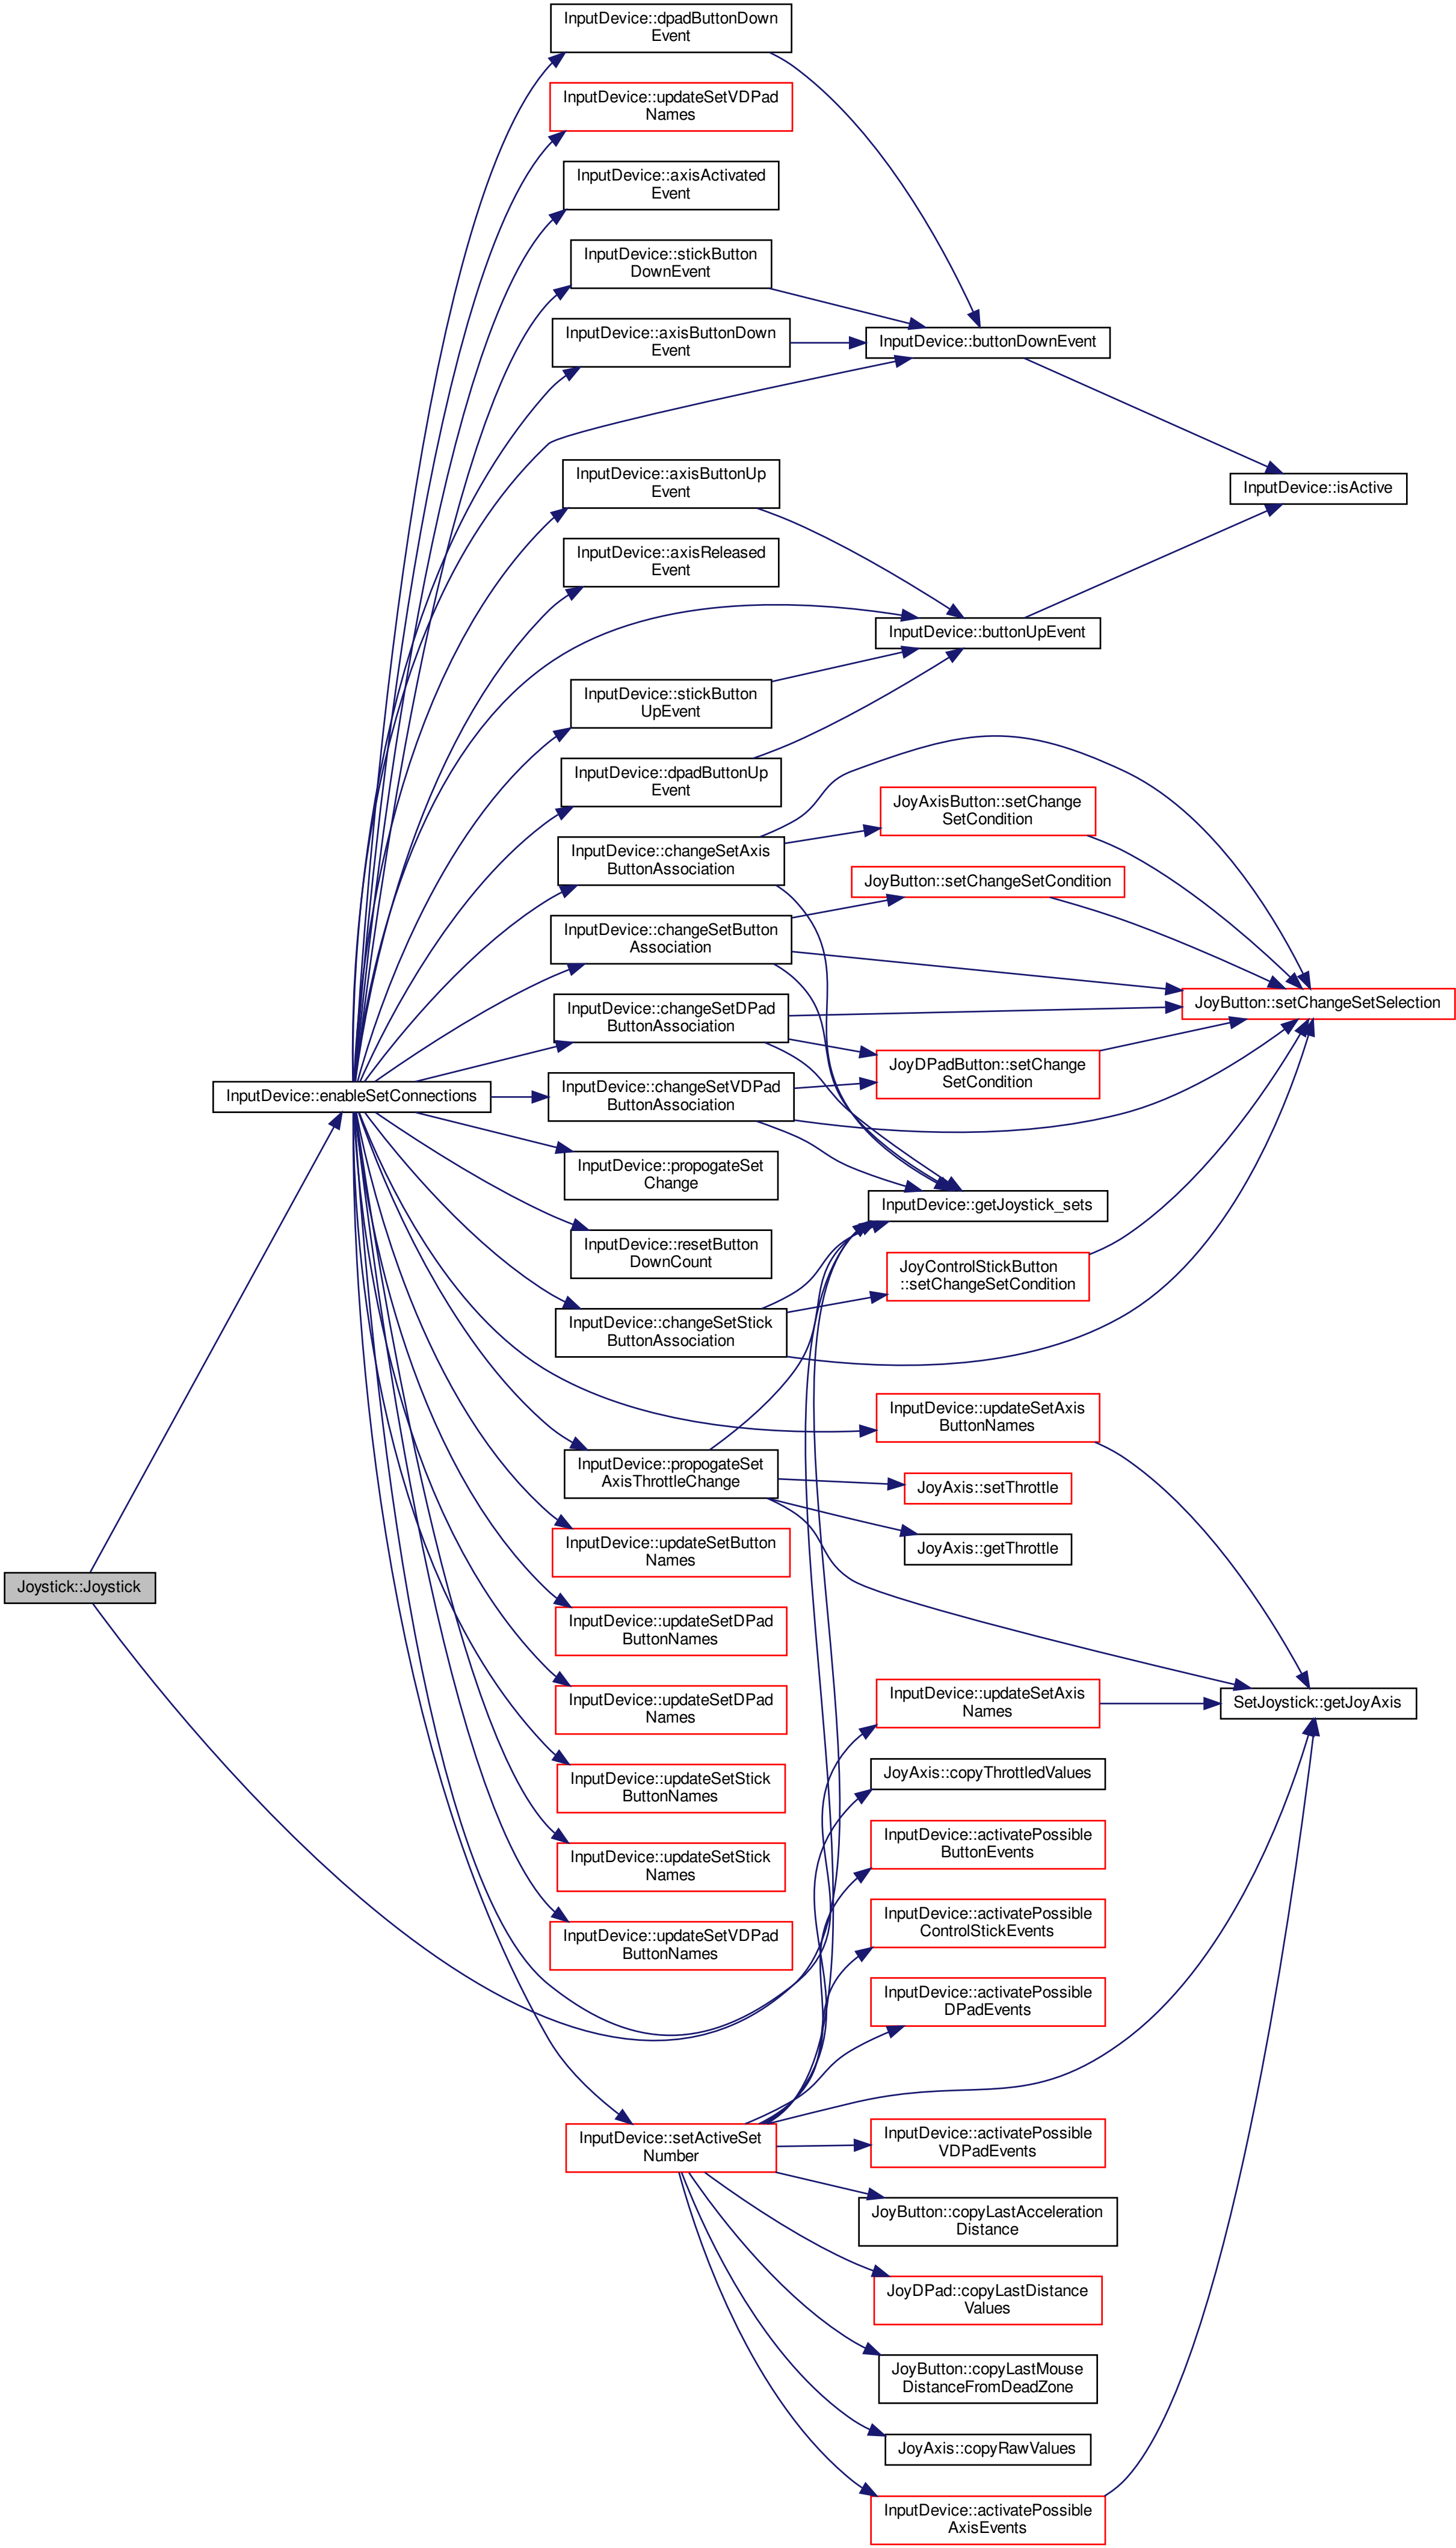 InputDevice::dpadButtonDown
Event
InputDevice::updateSetVDPad
Names
InputDevice::axisActivated
Event
InputDevice::stickButton
DownEvent
InputDevice::axisButtonDown
Event
InputDevice::buttonDownEvent
InputDevice::axisButtonUp
Event
InputDevice::isActive
InputDevice::axisReleased
Event
InputDevice::buttonUpEvent
InputDevice::stickButton
UpEvent
InputDevice::dpadButtonUp
Event
JoyAxisButton::setChange
SetCondition
InputDevice::changeSetAxis
ButtonAssociation
JoyButton::setChangeSetCondition
InputDevice::changeSetButton
Association
JoyButton::setChangeSetSelection
InputDevice::changeSetDPad
ButtonAssociation
JoyDPadButton::setChange
SetCondition
InputDevice::enableSetConnections
InputDevice::changeSetVDPad
ButtonAssociation
InputDevice::propogateSet
Change
InputDevice::getJoystick_sets
InputDevice::resetButton
DownCount
JoyControlStickButton
::setChangeSetCondition
InputDevice::changeSetStick
ButtonAssociation
InputDevice::updateSetAxis
ButtonNames
InputDevice::propogateSet
AxisThrottleChange
JoyAxis::setThrottle
JoyAxis::getThrottle
InputDevice::updateSetButton
Names
Joystick::Joystick
InputDevice::updateSetDPad
ButtonNames
InputDevice::updateSetDPad
Names
InputDevice::updateSetAxis
Names
SetJoystick::getJoyAxis
InputDevice::updateSetStick
ButtonNames
JoyAxis::copyThrottledValues
InputDevice::activatePossible
ButtonEvents
InputDevice::updateSetStick
Names
InputDevice::activatePossible
ControlStickEvents
InputDevice::updateSetVDPad
ButtonNames
InputDevice::activatePossible
DPadEvents
InputDevice::setActiveSet
Number
InputDevice::activatePossible
VDPadEvents
JoyButton::copyLastAcceleration
Distance
JoyDPad::copyLastDistance
Values
JoyButton::copyLastMouse
DistanceFromDeadZone
JoyAxis::copyRawValues
InputDevice::activatePossible
AxisEvents